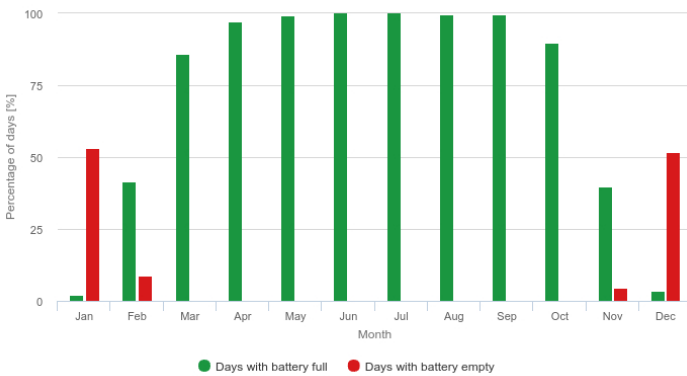 Percentage of days [%]
100
75
50
25
0
Jan Feb Mar Apr May Jun Jul Aug Sep Oct Nov Dec
Month
Days with battery full Days with battery empty